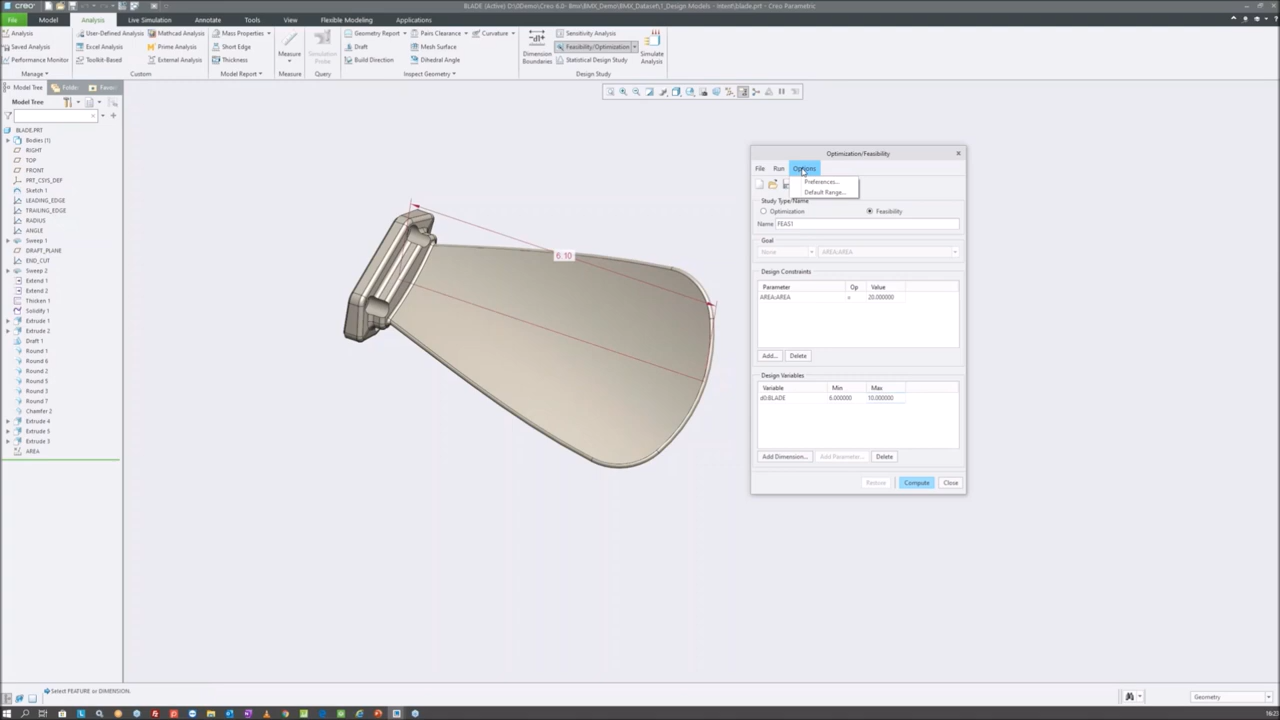 creo
BLADE (Active) D:\0Demo\Creo 6.0- Bmx\BMX_Demo\BMX_Dataset\1_Design Models - Intent\blade.prt - Creo Parametric
File Model Analysis Live Simulation Annotate Tools View Flexible Modeling Applications
Analysis User-Defined Analysis Mathcad Analysis Mass Properties Geometry Report Pairs Clearance Curvature Sensitivity Analysis
Saved Analysis Excel Analysis Prime Analysis Short Edge Draft Mesh Surface Feasibility/Optimization
Performance Monitor Toolkit-Based External Analysis Thickness Measure Simulation Probe Build Direction Dihedral Angle Dimension Boundaries Statistical Design Study Simulate Analysis
Manage Custom Model Report Measure Query Inspect Geometry Design Study
Model Tree Folder Favor
Model Tree
BLADE.PRT
Bodies (1)
RIGHT
TOP
FRONT
PRT_CSYS_DEF
Sketch 1
LEADING_EDGE
TRAILING_EDGE
RADIUS
ANGLE
Sweep 1
DRAFT_PLANE
END_CUT
Sweep 2
Extend 1
Extend 2
Thicken 1
Solidify 1
Extrude 1
Extrude 2
Draft 1
Round 1
Round 6
Round 2
Round 5
Round 3
Round 7
Chamfer 2
Extrude 4
Extrude 5
Extrude 3
AREA
6.10
Optimization/Feasibility
File Run Options
Preferences...
Default Range...
Study Type/Name
Optimization Feasibility
Name FEAS1
Goal
None AREA:AREA
Design Constraints
Parameter Op Value
AREA:AREA = 20.000000
Add... Delete
Design Variables
Variable Min Max
d0:BLADE 6.000000 10.000000
Add Dimension... Add Parameter... Delete
Restore Compute Close
Select FEATURE or DIMENSION.
Geometry